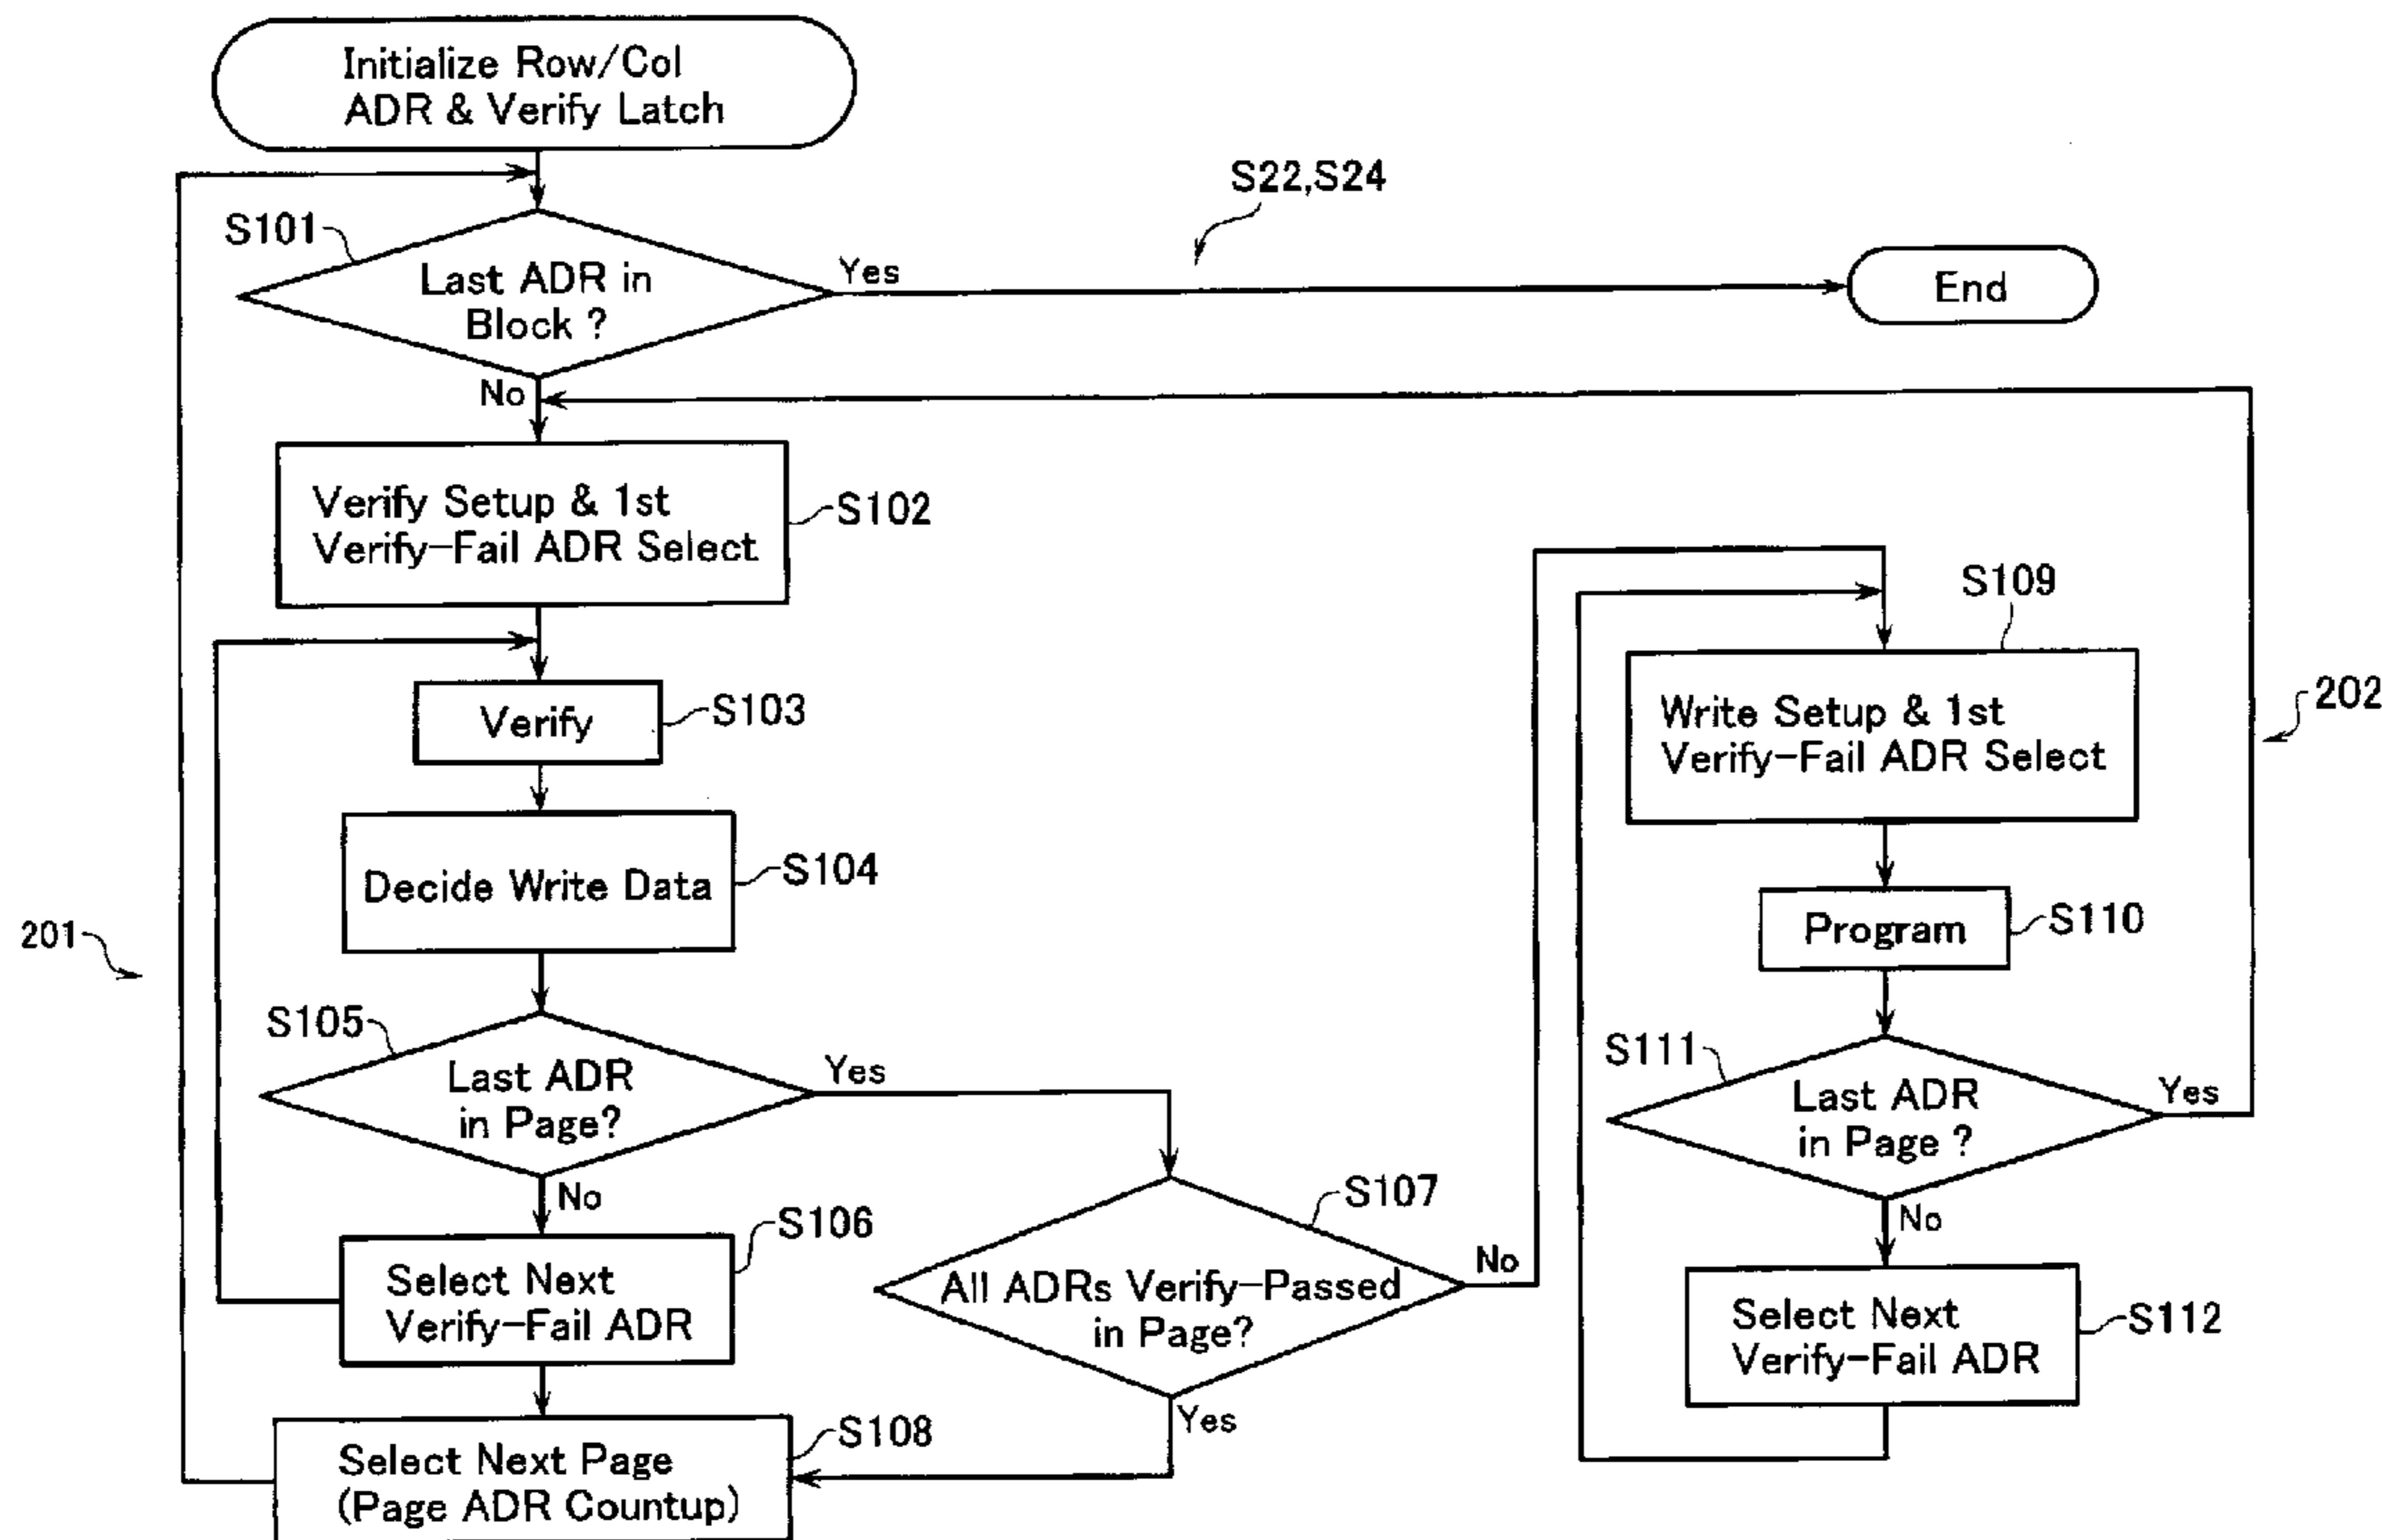 Initialize Row/Col
ADR & Verify Latch
S22,S24
S101
Last ADR in
Block ?
Yes
End
No
Verify Setup & 1st
Verify-Fail ADR Select
S102
Verify
S103
Decide Write Data
S104
201
S105
Last ADR
in Page?
Yes
No
Select Next
Verify-Fail ADR
S106
S107
All ADRs Verify-Passed
in Page?
No
Yes
Select Next Page
(Page ADR Countup)
S108
S109
Write Setup & 1st
Verify-Fail ADR Select
202
Program
S110
S111
Last ADR
in Page ?
Yes
No
Select Next
Verify-Fail ADR
S112